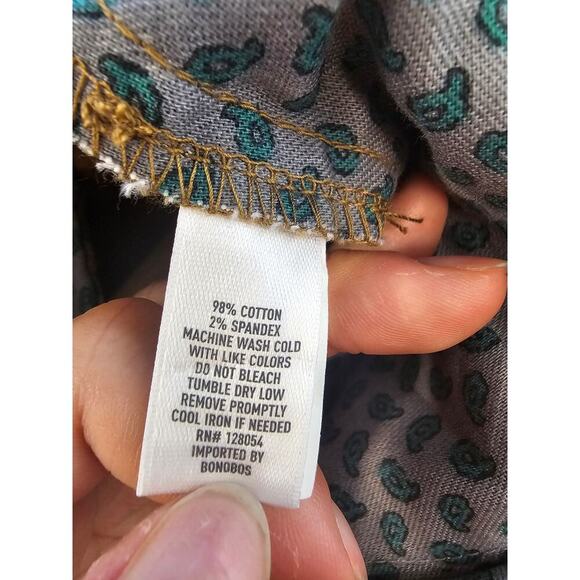 98% COTTON
2% SPANDEX
MACHINE WASH COLD
WITH LIKE COLORS
DO NOT BLEACH
TUMBLE DRY LOW
REMOVE PROMPTLY
COOL IRON IF NEEDED
RN# 128054
IMPORTED BY
BONOBOS